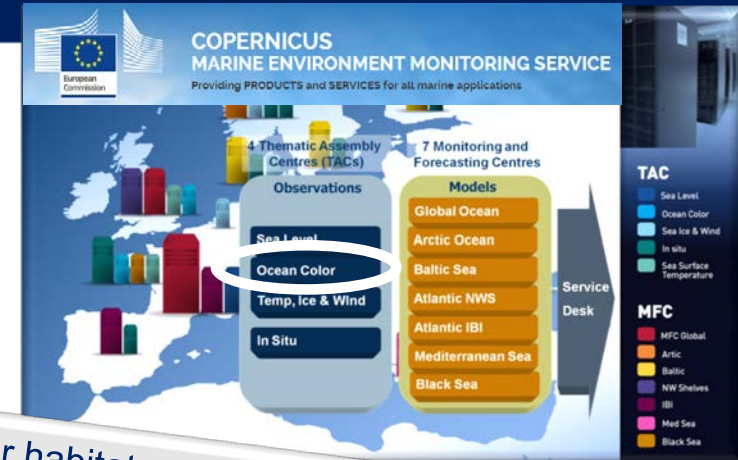 European
Commission
COPERNICUS
MARINE ENVIRONMENT MONITORING SERVICE
Providing PRODUCTS and SERVICES for all marine applications
4 Thematic Assembly
Centres (TACs)
7 Monitoring and
Forecasting Centres
Observations
Sea Level
Ocean Color
Temp, Ice & WInd
In Situ
Models
Global Ocean
Arctic Ocean
Baltic Sea
Atlantic NWS
Atlantic IBI
Mediterranean Sea
Black Sea
Service
Desk
TAC
Sea Level
Ocean Color
Sea Ice & Wind
In situ
Sea Surface
Temperature
MFC
MFC Global
Artic
Baltic
NW Shelves
IBI
Med Sea
Black Sea